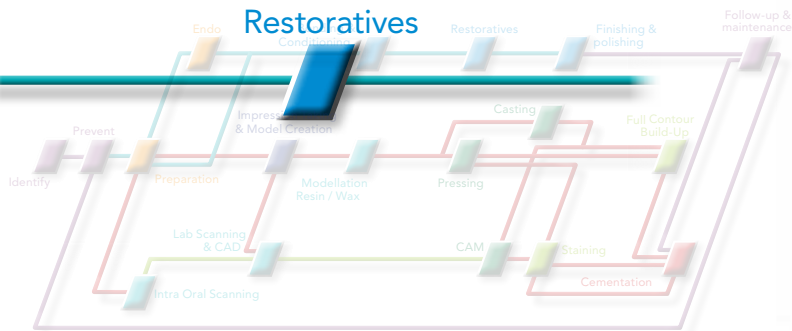 Restoratives
Follow-up &
maintenance
Endo
Conditioning
Restoratives
Finishing &
polishing
Casting
Impress
& Model Creation
Full Contour
Build-Up
Prevent
Identify
Preparation
Modellation
Resin / Wax
Pressing
Lab Scanning
& CAD
CAM
Staining
Cementation
Intra Oral Scanning